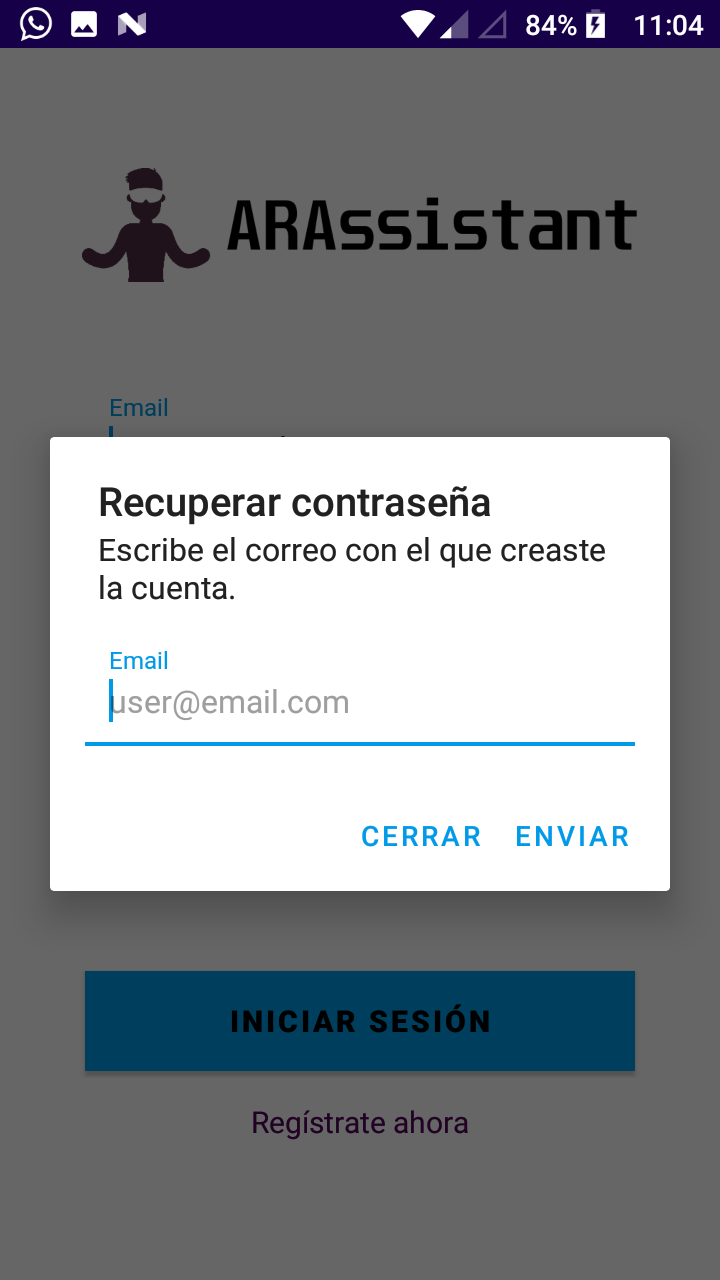 84% 11:04
ARAssistant
Email
Recuperar contraseña
Escribe el correo con el que creaste
la cuenta.
Email
user@email.com
CERRAR ENVIAR
INICIAR SESIÓN
Regístrate ahora